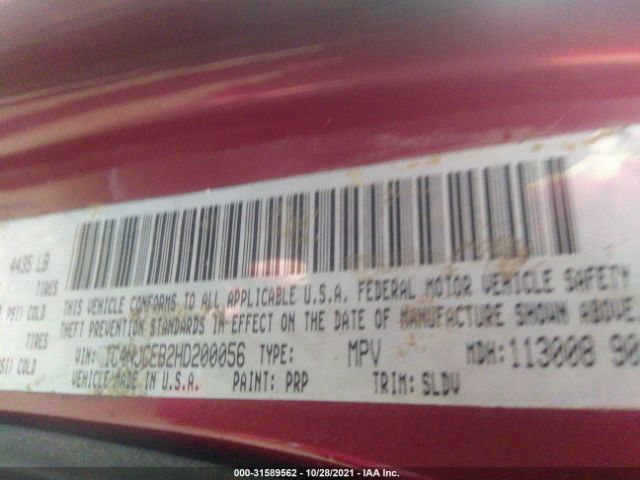 4435 LB
TIRES
PSI) COLD
TIRES
PSI) COLD
THIS VEHICLE CONFORMS TO ALL APPLICABLE U.S.A. FEDERAL MOTOR VEHICLE SAFETY
THEFT PREVENTION STANDARDS IN EFFECT ON THE DATE OF MANUFACTURE SHOWN ABOVE.
VIN: 1C4NJCEB2HD200056 TYPE: MPV MDH: 113008 90
VEHICLE MADE IN U.S.A. PAINT: PRP TRIM: SLDV
000-31589562 - 10/28/2021 - IAA Inc.